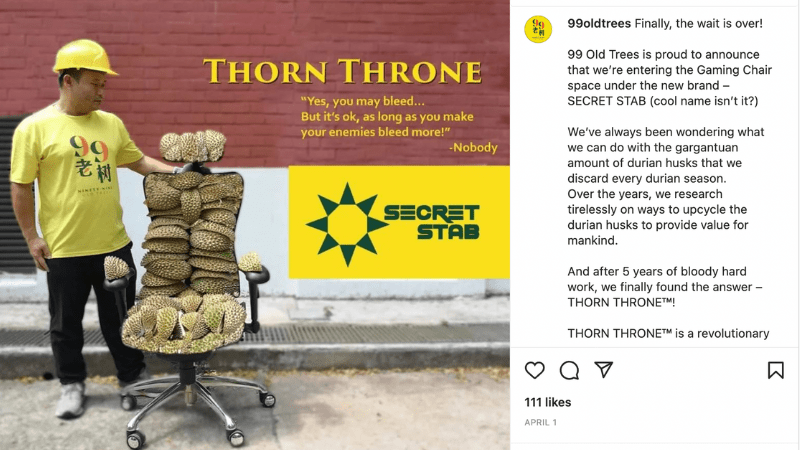 THORN THRONE
"Yes, you may bleed...
But it's ok, as long as you make
your enemies bleed more!"
-Nobody
99
老樹
SECRET
STAB
99oldtrees Finally, the wait is over!
99 Old Trees is proud to announce
that we're entering the Gaming Chair
space under the new brand –
SECRET STAB (cool name isn't it?)
We've always been wondering what
we can do with the gargantuan
amount of durian husks that we
discard every durian season.
Over the years, we research
tirelessly on ways to upcycle the
durian husks to provide value for
mankind.
And after 5 years of bloody hard
work, we finally found the answer –
THORN THRONE™!
THORN THRONE™ is a revolutionary
111 likes
APRIL 1